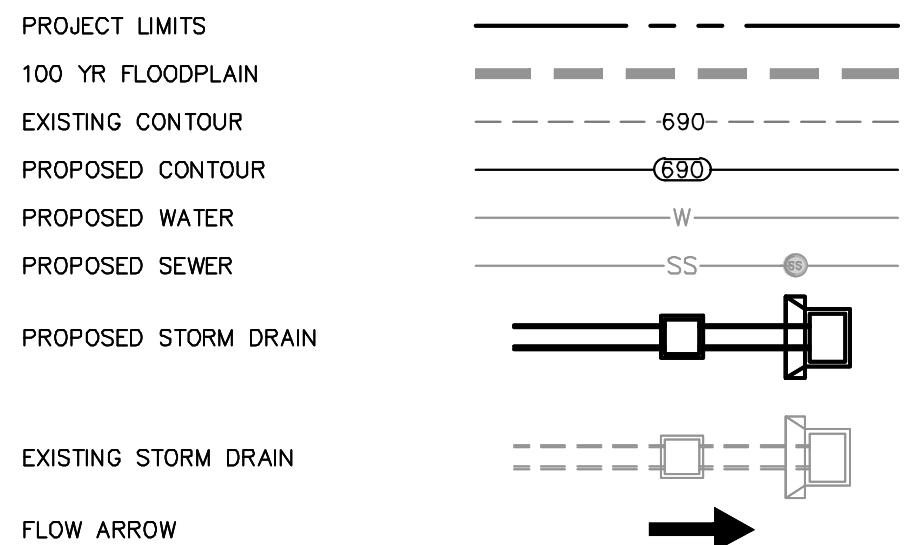 PROJECT LIMITS
100 YR FLOODPLAIN
EXISTING CONTOUR 690
PROPOSED CONTOUR 690
PROPOSED WATER W
PROPOSED SEWER SS SS
PROPOSED STORM DRAIN
EXISTING STORM DRAIN
FLOW ARROW